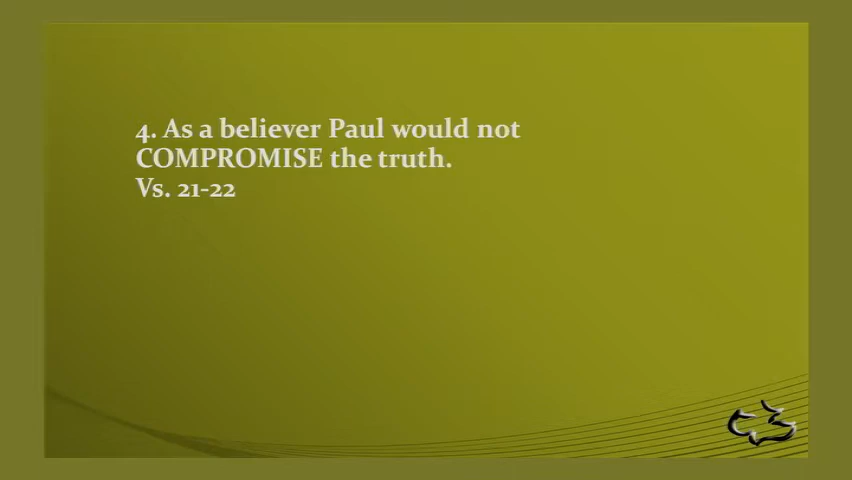 4. As a believer Paul would not
COMPROMISE the truth.
Vs. 21-22